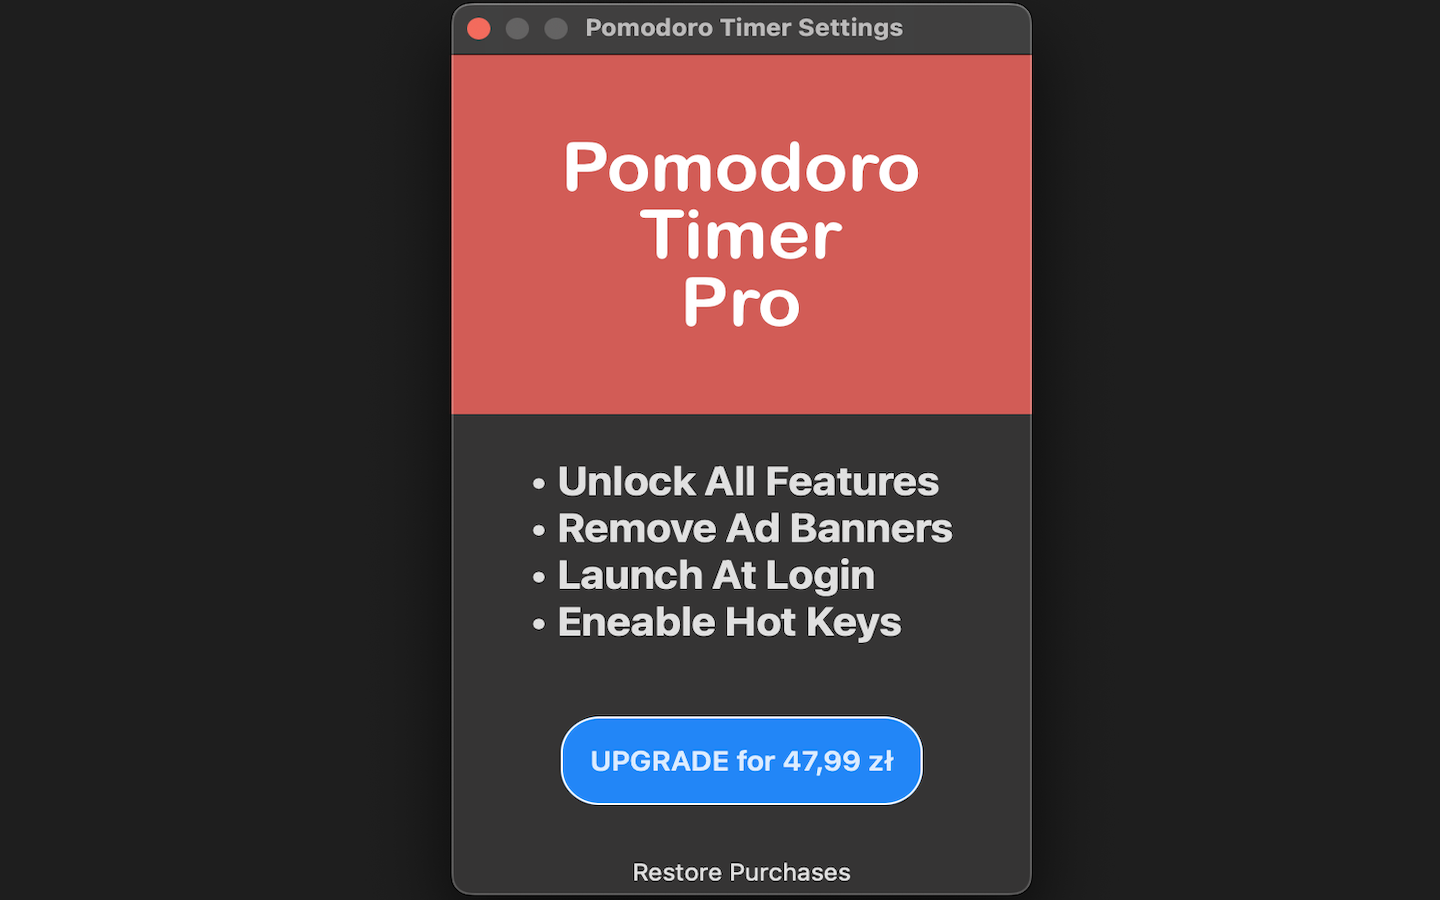 Pomodoro Timer Settings
Pomodoro
Timer
Pro
• Unlock All Features
• Remove Ad Banners
• Launch At Login
• Eneable Hot Keys
UPGRADE for 47,99 zł
Restore Purchases